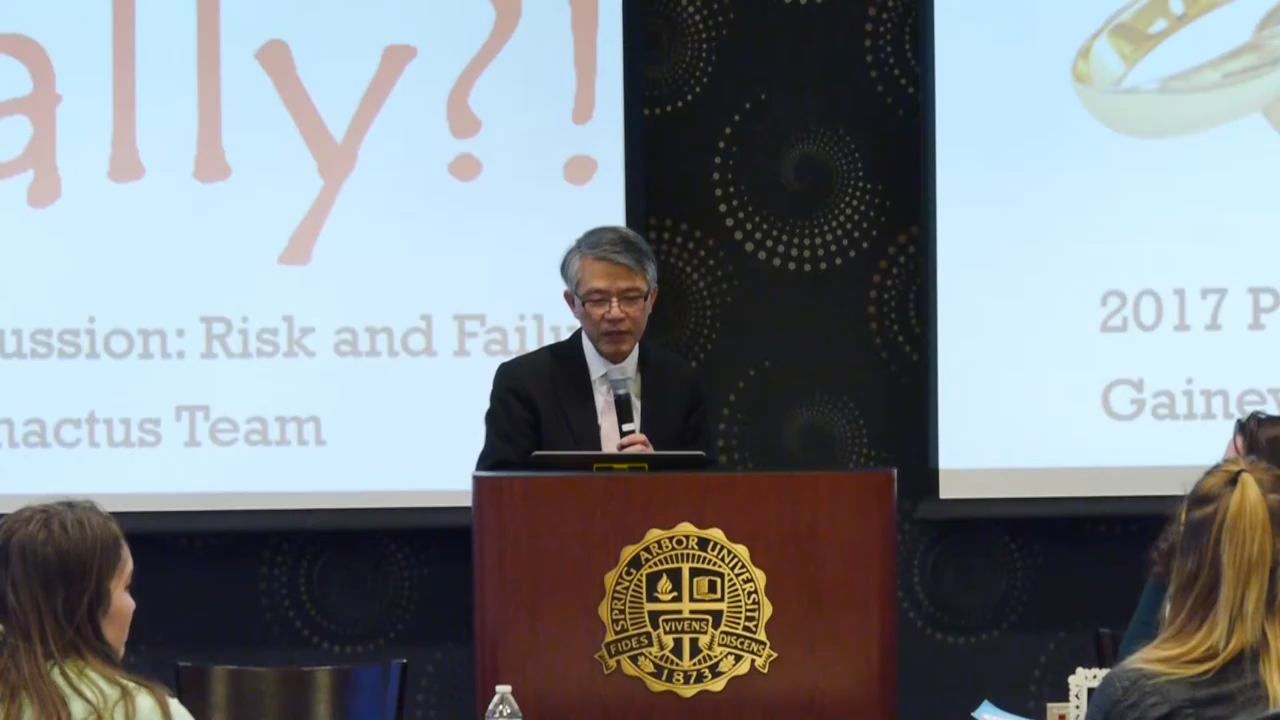 ally?!
ussion: Risk and Failu
nactus Team
2017 P
Gainey
SPRING ARBOR UNIVERSITY
FIDES VIVENS DISCENS
1873